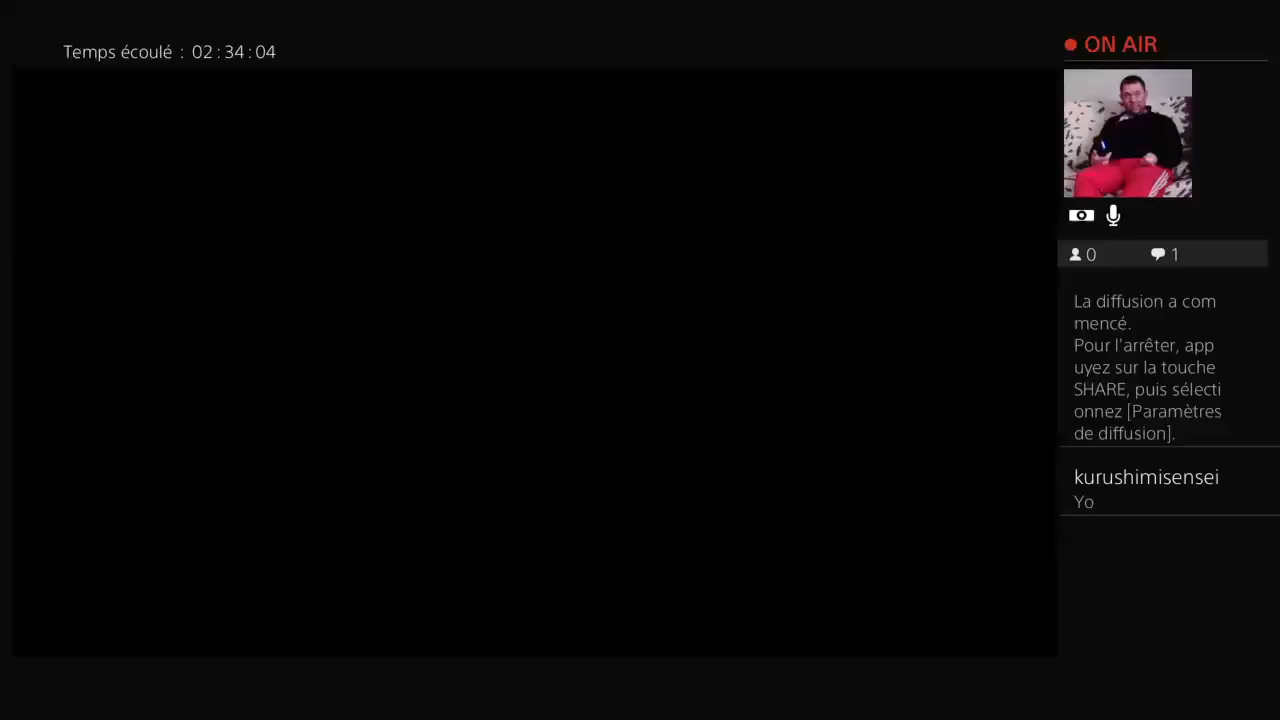 Temps écoulé : 02:34:04
ON AIR
0 1
La diffusion a com
mencé.
Pour l'arrêter, app
uyez sur la touche
SHARE, puis sélecti
onnez [Paramètres
de diffusion].
kurushimisensei
Yo